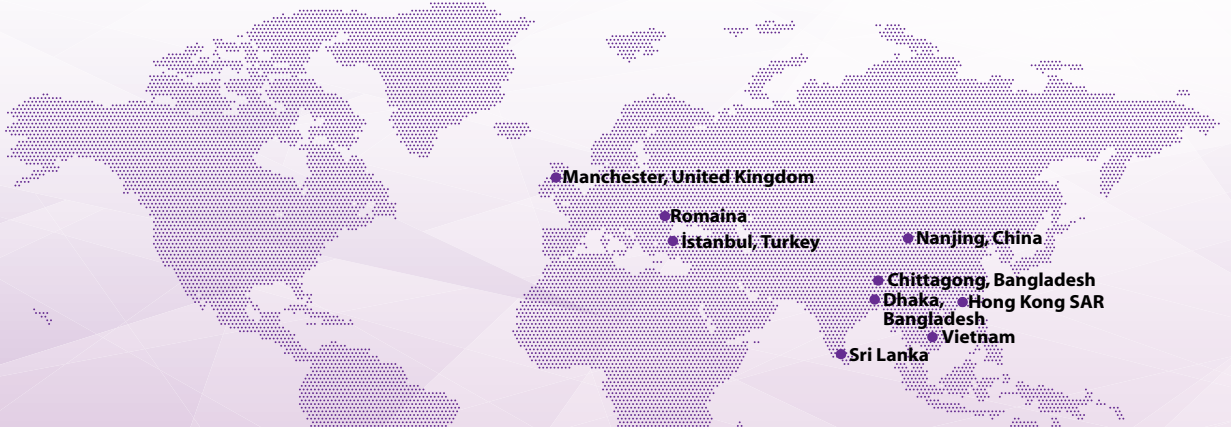 Manchester, United Kingdom
Romaina
İstanbul, Turkey
Nanjing, China
Chittagong, Bangladesh
Dhaka,
Bangladesh
Hong Kong SAR
Vietnam
Sri Lanka